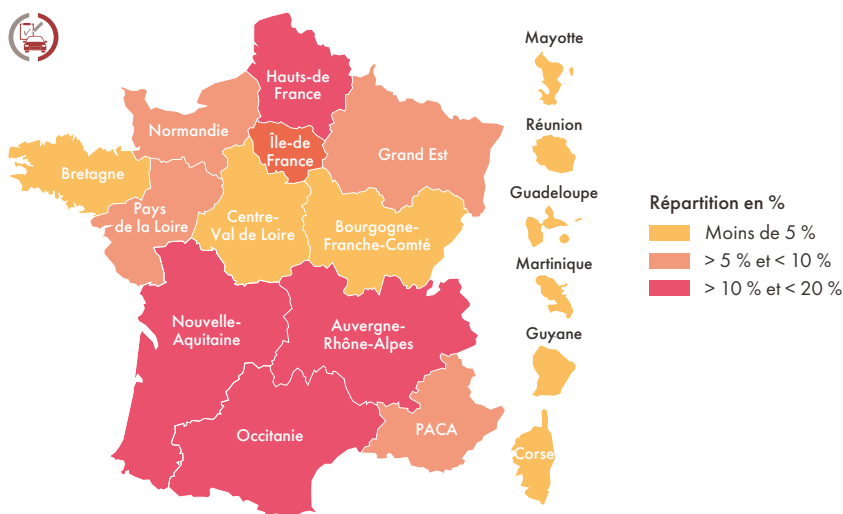 Hauts-de
France
Normandie
Île-de
France
Grand Est
Bretagne
Pays
de la Loire
Centre-
Val de Loire
Bourgogne-
Franche-Comté
Nouvelle-
Aquitaine
Auvergne-
Rhône-Alpes
Occitanie
PACA
Mayotte
Réunion
Guadeloupe
Martinique
Guyane
Corse
Répartition en %
Moins de 5 %
> 5 % et < 10 %
> 10 % et < 20 %